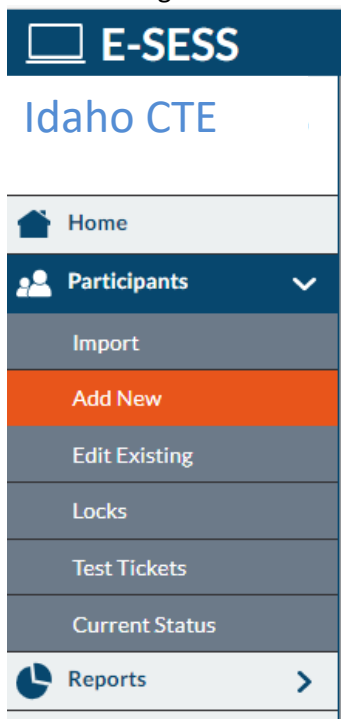 E-SESS
Idaho CTE
Home
Participants
Import
Add New
Edit Existing
Locks
Test Tickets
Current Status
Reports